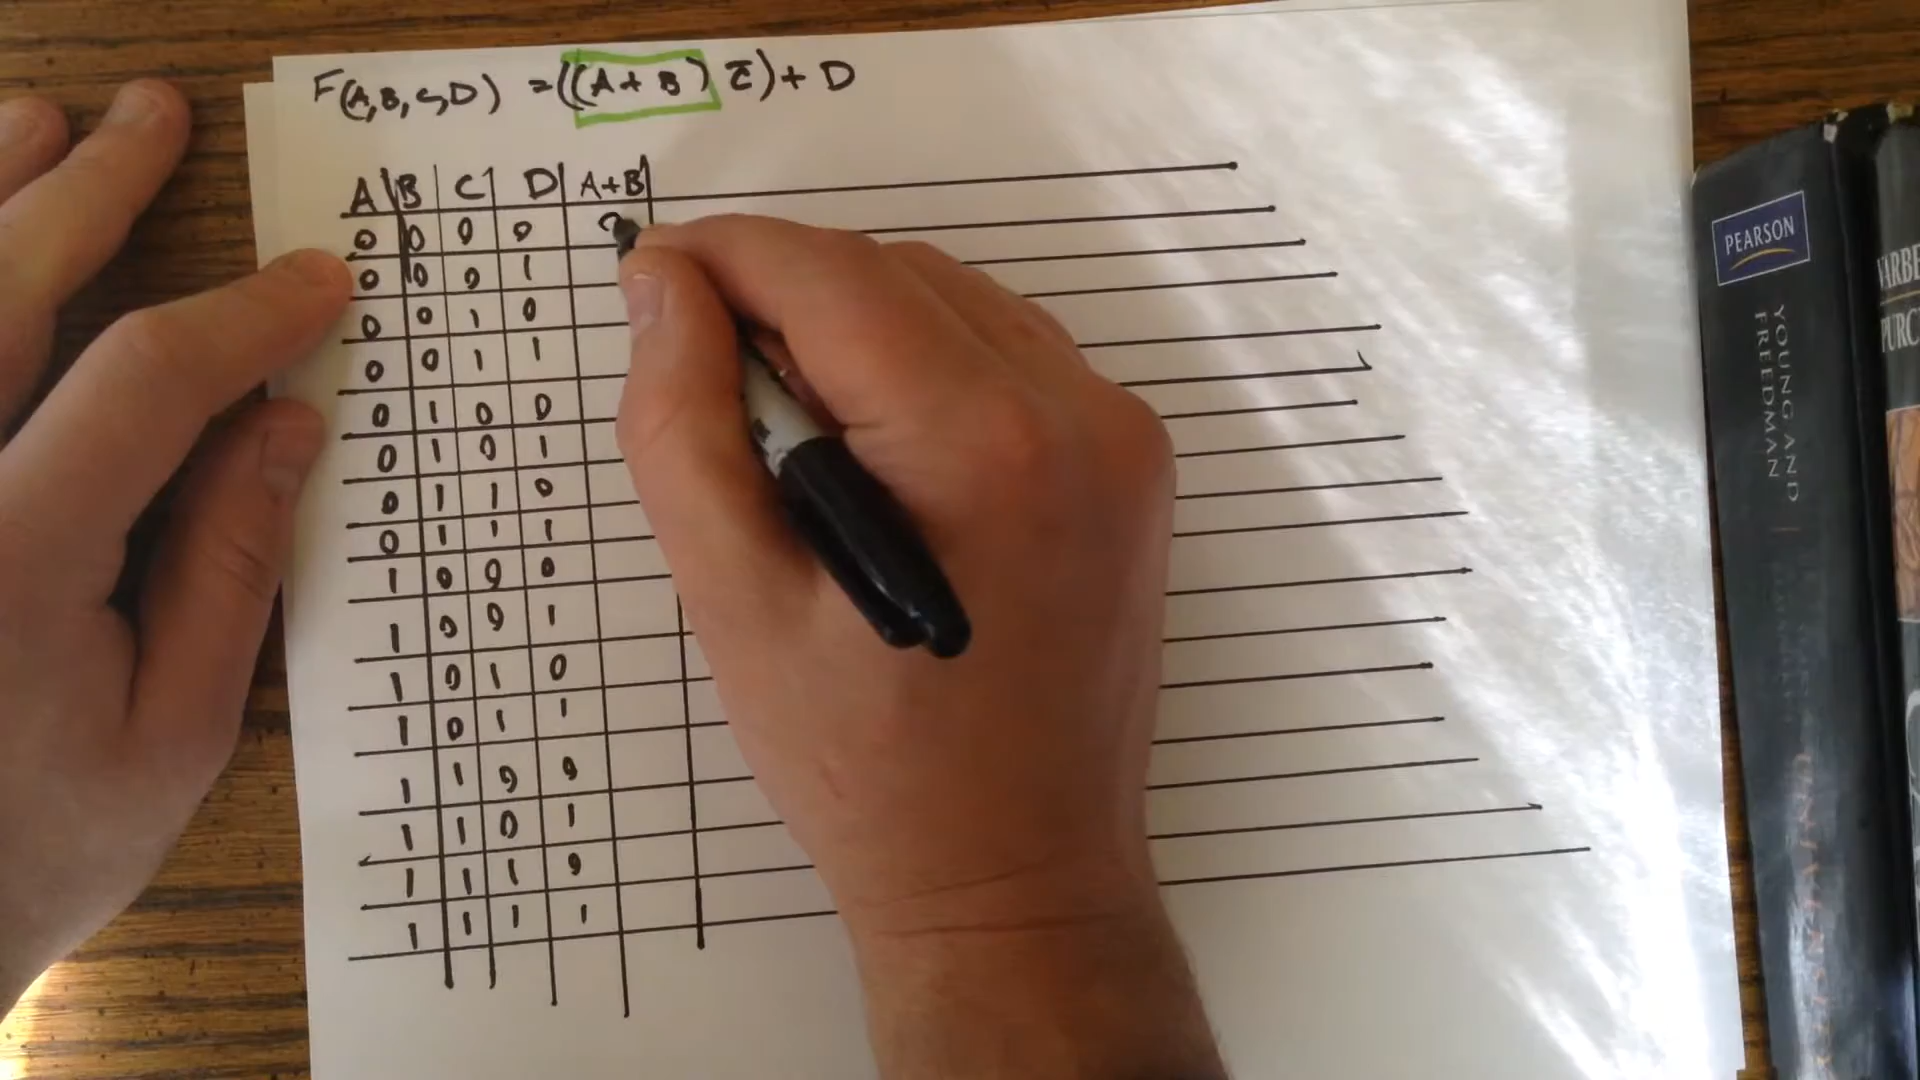 F(A,B,C,D) = ((A+B) C̅) + D
A B C D A+B
0 0 0 0 0
0 0 0 1
0 0 1 0
0 0 1 1
0 1 0 0
0 1 0 1
0 1 1 0
0 1 1 1
1 0 0 0
1 0 0 1
1 0 1 0
1 0 1 1
1 1 0 0
1 1 0 1
1 1 1 0
1 1 1 1
PEARSON
YOUNG AND
FREEDMAN